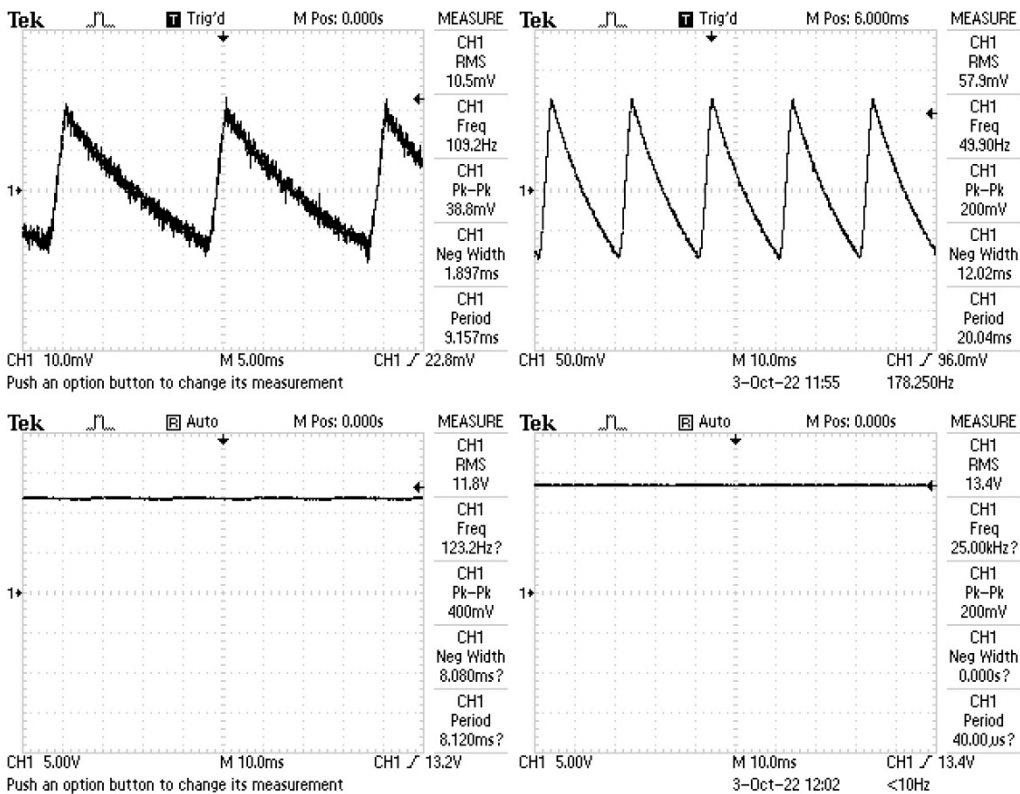 Tek Trig'd M Pos: 0.000s MEASURE
CH1
RMS
10.5mV
CH1
Freq
109.2Hz
CH1
Pk-Pk
38.8mV
CH1
Neg Width
1.897ms
CH1
Period
9.157ms
1
CH1 10.0mV M 5.00ms CH1 22.8mV
Push an option button to change its measurement
Tek Trig'd M Pos: 6.000ms MEASURE
CH1
RMS
57.9mV
CH1
Freq
49.90Hz
CH1
Pk-Pk
200mV
CH1
Neg Width
12.02ms
CH1
Period
20.04ms
1
CH1 50.0mV M 10.0ms CH1 96.0mV
3-Oct-22 11:55 178.250Hz
Tek R Auto M Pos: 0.000s MEASURE
CH1
RMS
11.8V
CH1
Freq
123.2Hz?
CH1
Pk-Pk
400mV
CH1
Neg Width
8.080ms?
CH1
Period
8.120ms?
1
CH1 5.00V M 10.0ms CH1 13.2V
Push an option button to change its measurement
Tek R Auto M Pos: 0.000s MEASURE
CH1
RMS
13.4V
CH1
Freq
25.00kHz?
CH1
Pk-Pk
200mV
CH1
Neg Width
0.000s?
CH1
Period
40.00µs?
1
CH1 5.00V M 10.0ms CH1 13.4V
3-Oct-22 12:02 <10Hz